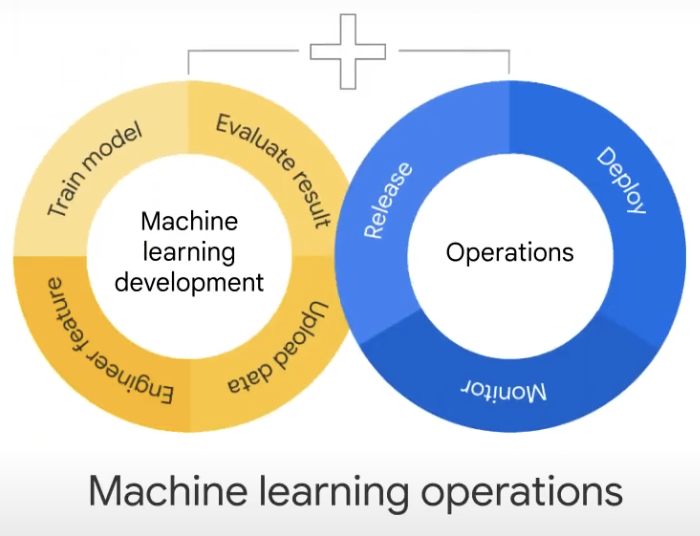 Train model
Evaluate result
Upload data
Engineer feature
Machine
learning
development
Release
Deploy
Monitor
Operations
Machine learning operations